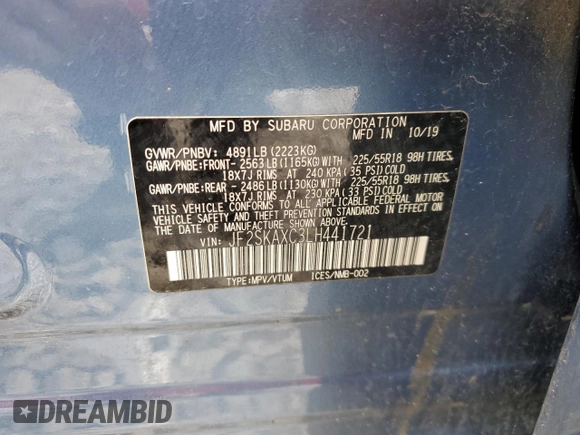 MFD BY SUBARU CORPORATION
MFD IN 10/19
GVWR/PNBV: 4891LB(2223KG)
GAWR/PNBE:FRONT- 2563LB(1165KG)WITH 225/55R18 98H TIRES,
18X7J RIMS AT 240 KPA(35 PSI)COLD
GAWR/PNBE:REAR - 2486LB(1130KG)WITH 225/55R18 98H TIRES,
18X7J RIMS AT 230 KPA(33 PSI)COLD
THIS VEHICLE CONFORMS TO ALL APPLICABLE FEDERAL MOTOR
VEHICLE SAFETY AND THEFT PREVENTION STANDARDS IN EFFECT
ON THE DATE OF MANUFACTURE SHOWN ABOVE.
VIN: JF2SKAXC3LH441721
TYPE:MPV/VTUM ICES/NMB-002
DREAMBID